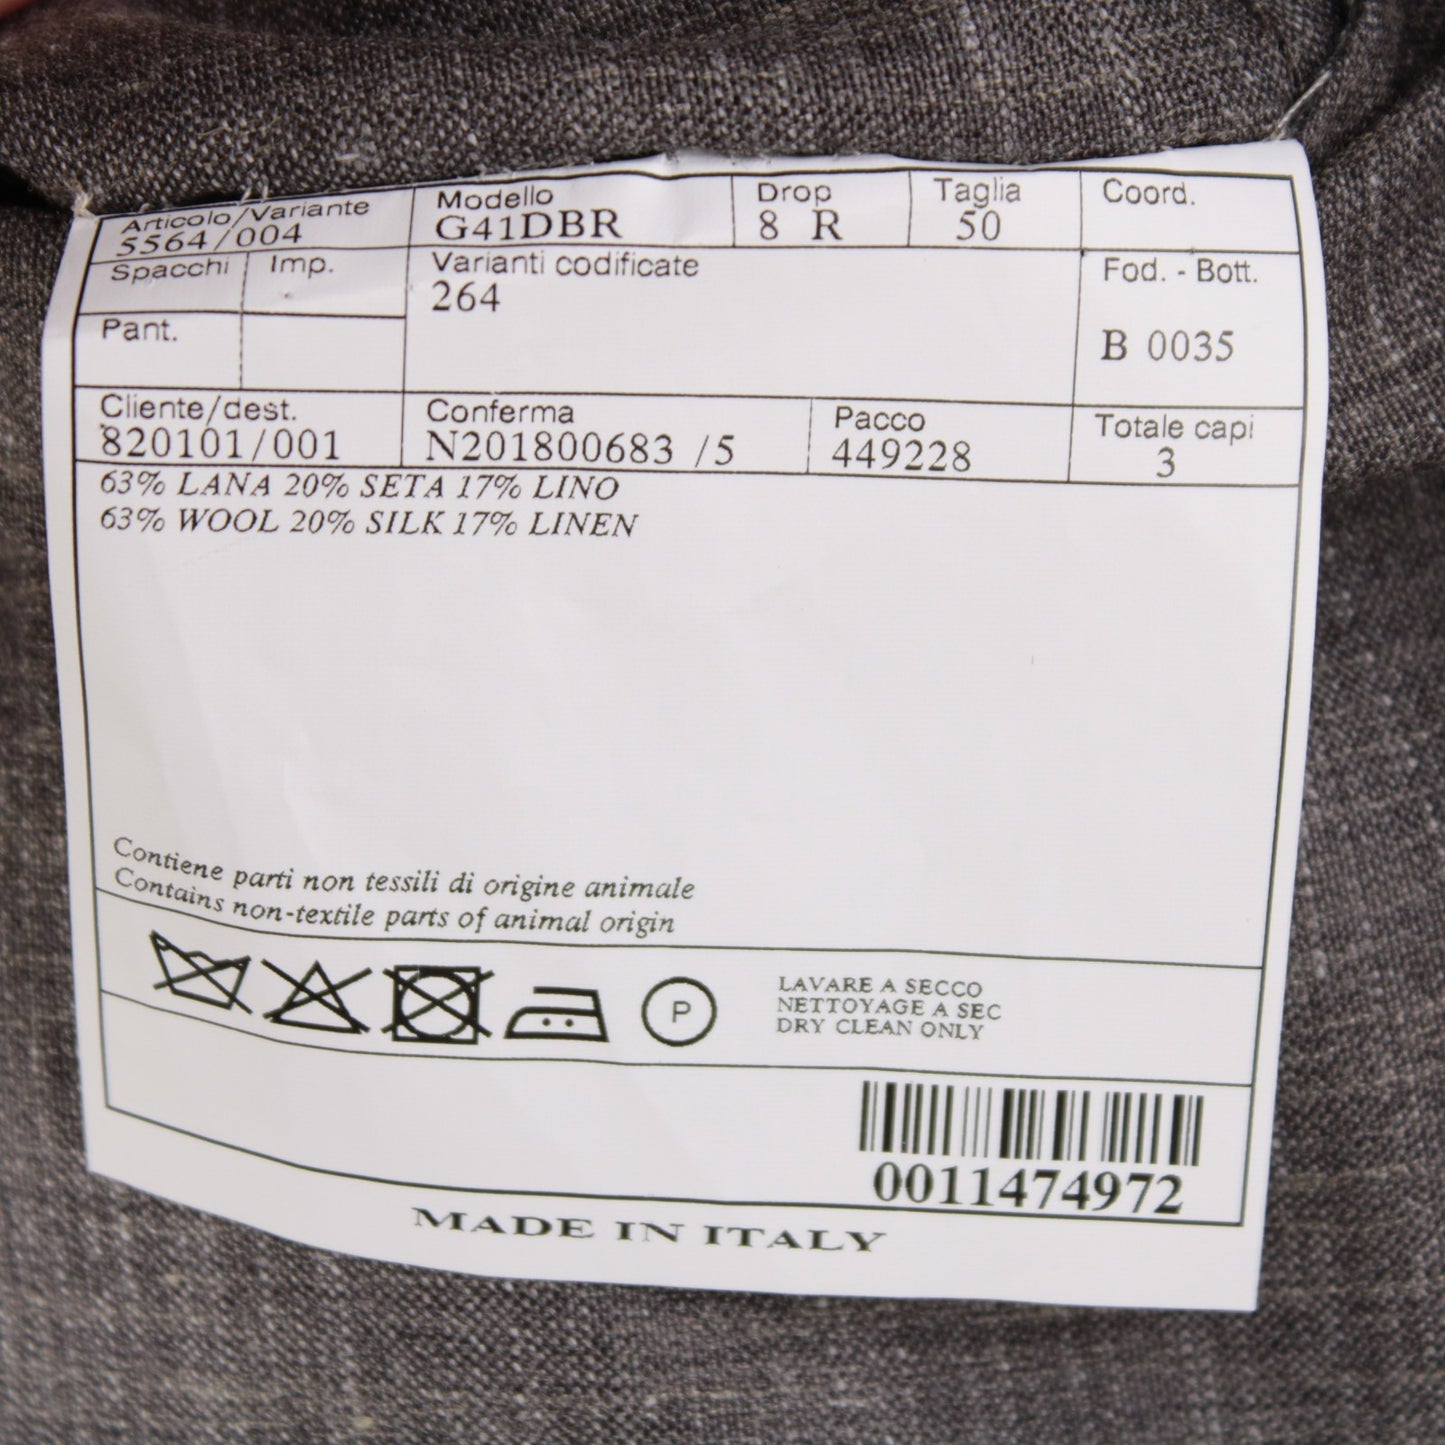 Articolo/Variante Modello Drop Taglia Coord.
5564/004 G41DBR 8 R 50
Spacchi Imp. Varianti codificate Fod. - Bott.
264
Pant. B 0035
Cliente/dest. Conferma Pacco Totale capi
820101/001 N201800683 /5 449228 3
63% LANA 20% SETA 17% LINO
63% WOOL 20% SILK 17% LINEN
Contiene parti non tessili di origine animale
Contains non-textile parts of animal origin
P
LAVARE A SECCO
NETTOYAGE A SEC
DRY CLEAN ONLY
0011474972
MADE IN ITALY